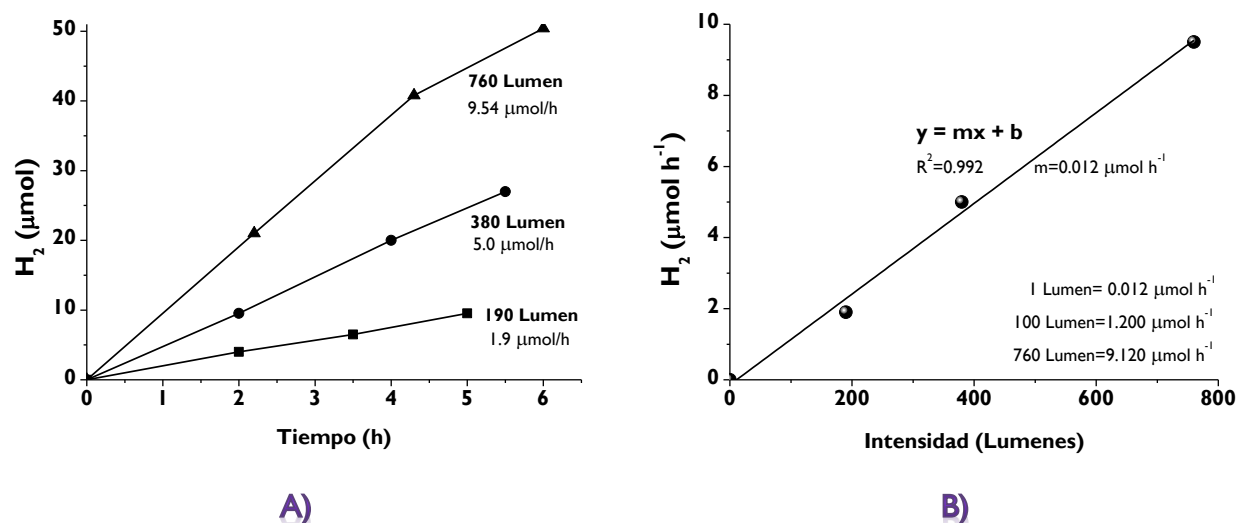 50
40
30
20
10
0
H2 (μmol)
760 Lumen
9.54 μmol/h
380 Lumen
5.0 μmol/h
190 Lumen
1.9 μmol/h
0 1 2 3 4 5 6
Tiempo (h)
A)
10
8
6
4
2
0
H2 (μmol h-1)
y = mx + b
R2=0.992 m=0.012 μmol h-1
1 Lumen= 0.012 μmol h-1
100 Lumen=1.200 μmol h-1
760 Lumen=9.120 μmol h-1
0 200 400 600 800
Intensidad (Lumenes)
B)